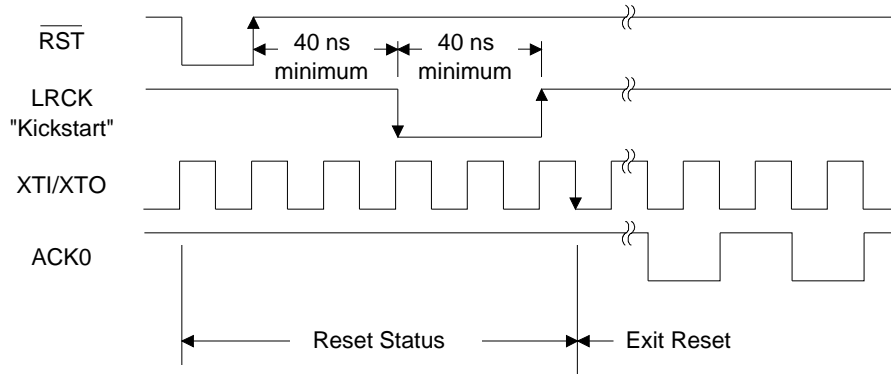 RST
40 ns
minimum
40 ns
minimum
LRCK
"Kickstart"
XTI/XTO
ACK0
Reset Status
Exit Reset